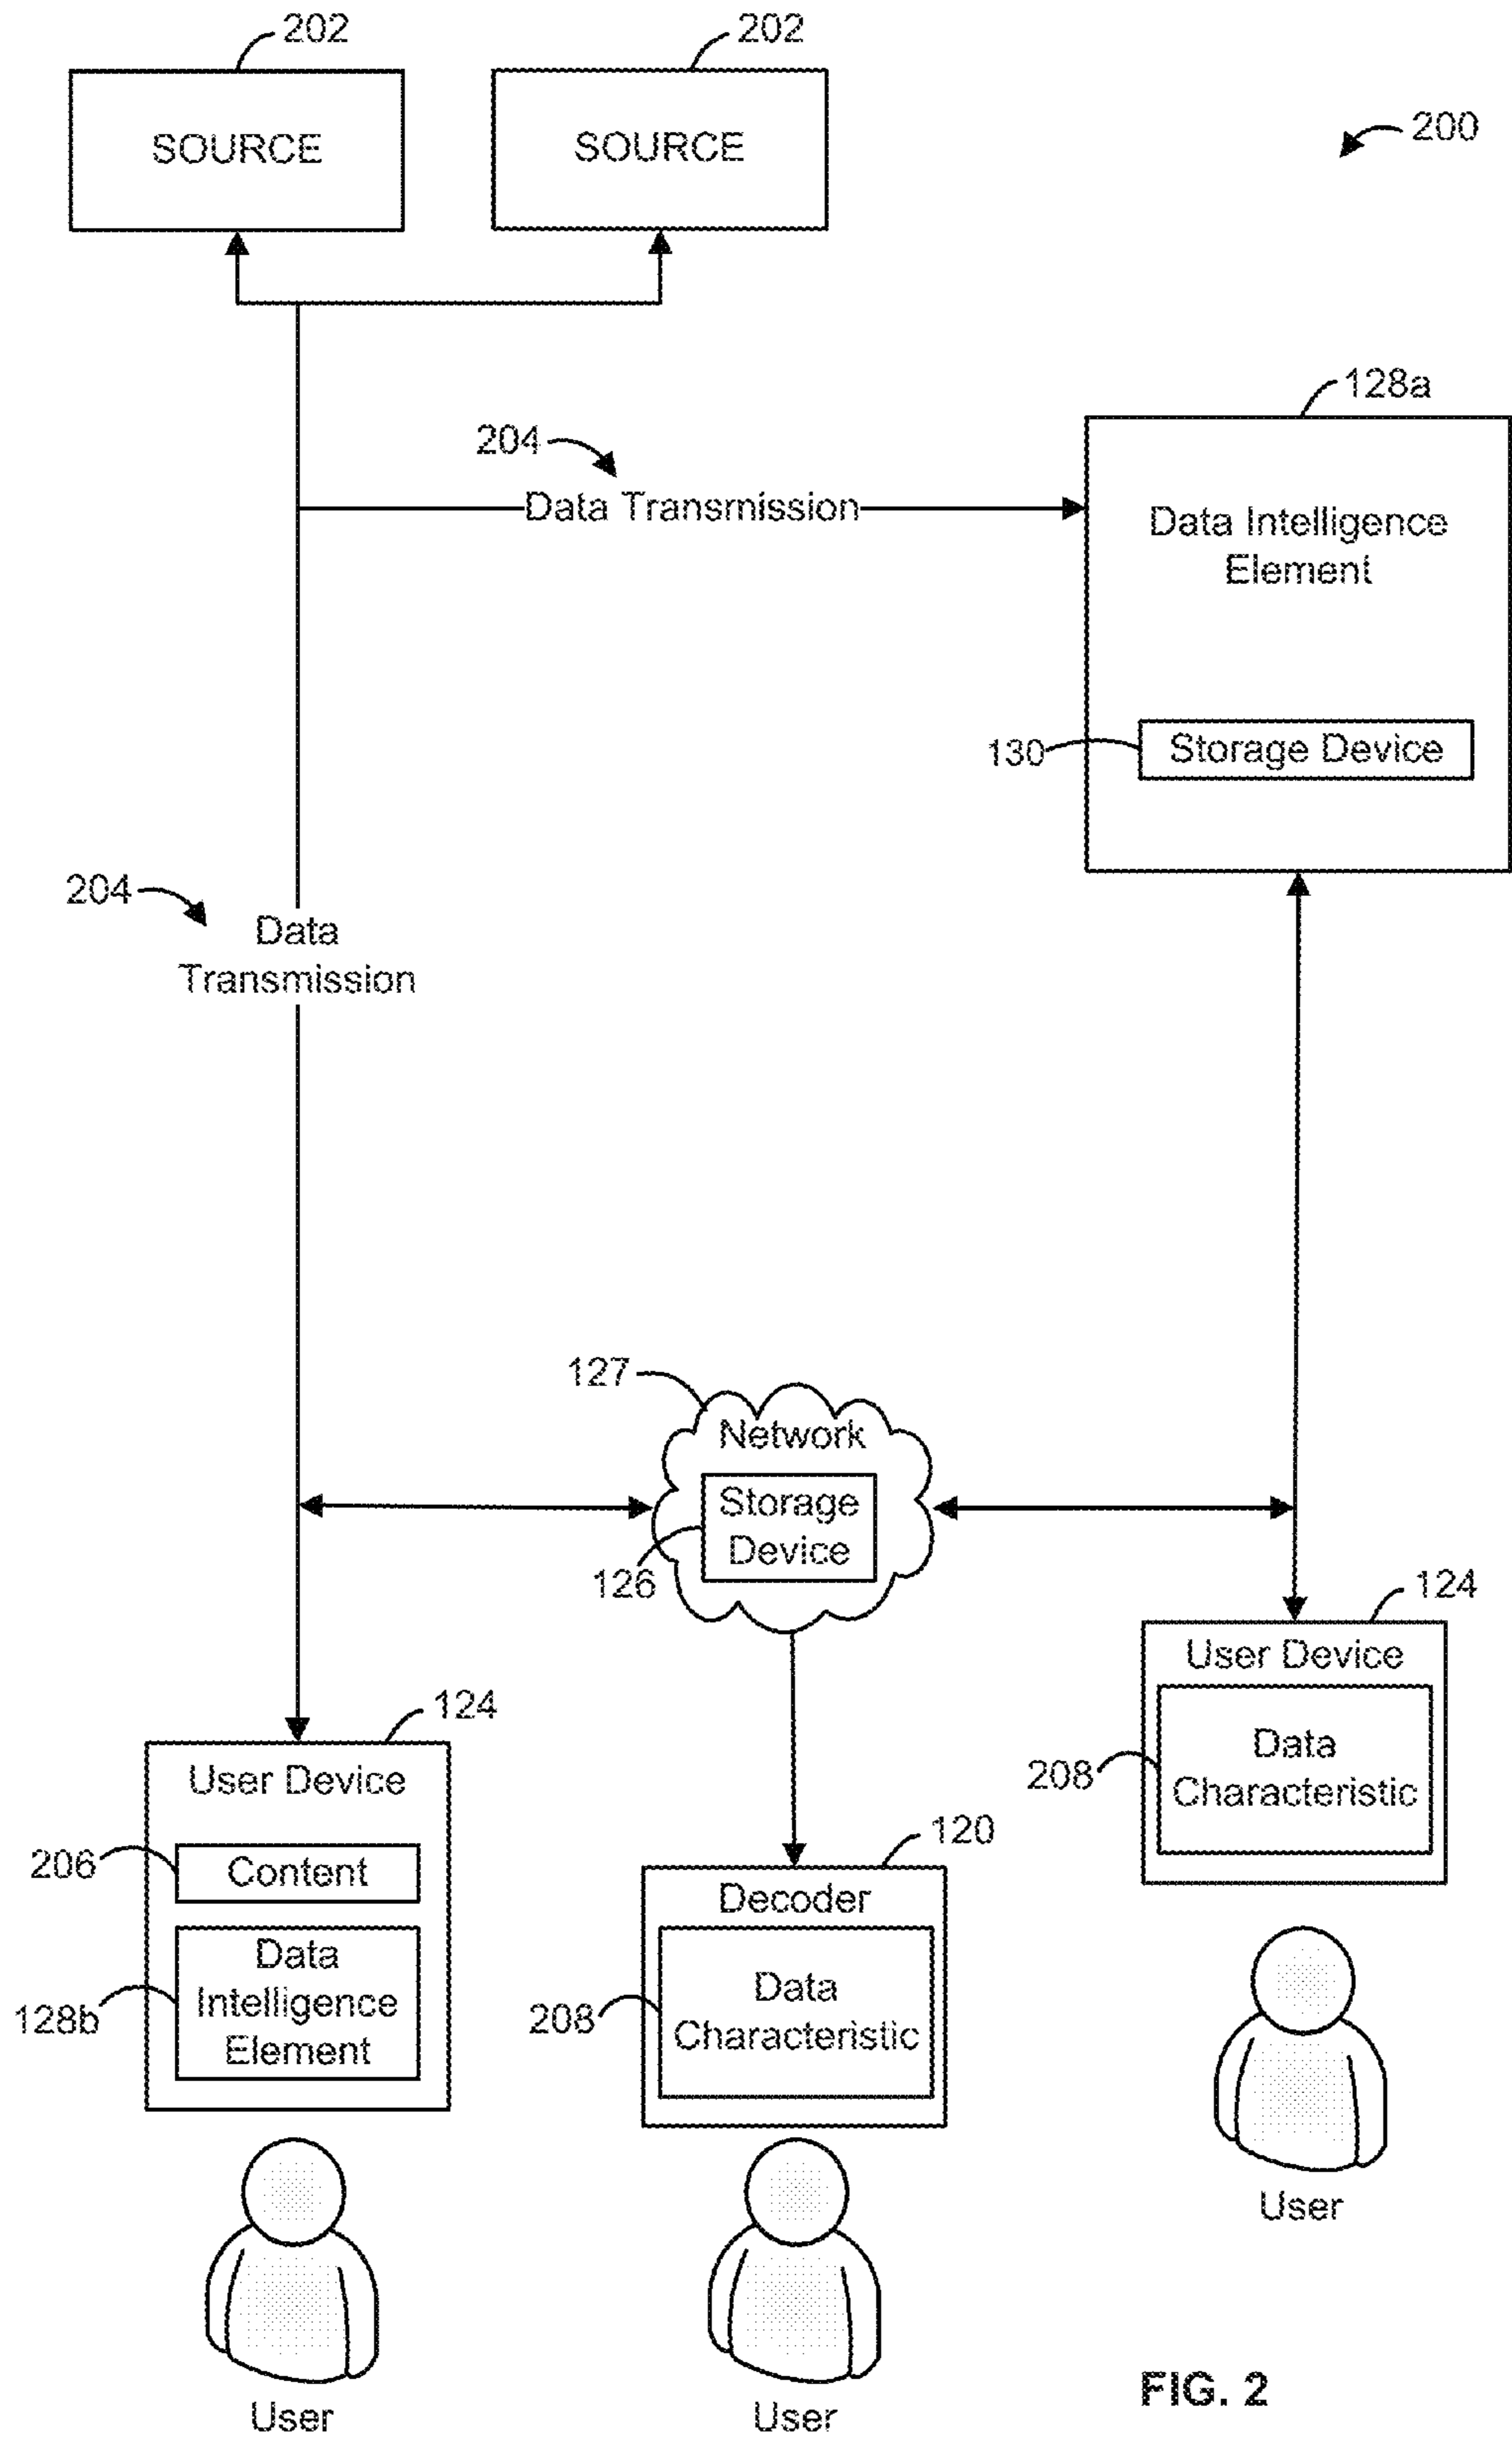 202
202
SOURCE
SOURCE
200
128a
204
Data Transmission
Data Intelligence
Element
130
Storage Device
204
Data
Transmission
127
Network
Storage
Device
126
124
User Device
Data
Characteristic
208
124
User Device
206
Content
Data
Intelligence
Element
128b
120
Decoder
Data
Characteristic
208
User
User
User
FIG. 2